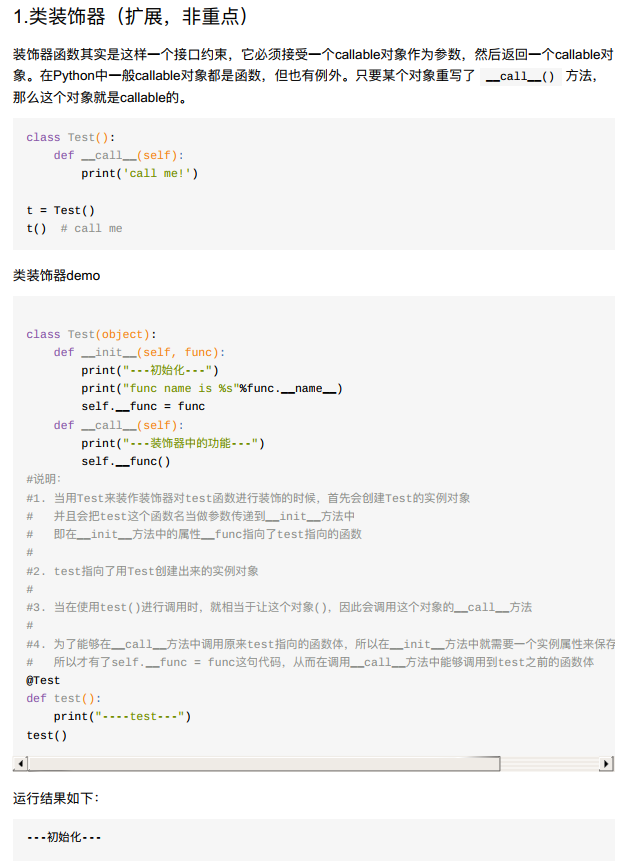 1.类装饰器（扩展，非重点）
装饰器函数其实是这样一个接口约束，它必须接受一个callable对象作为参数，然后返回一个callable对
象。在Python中一般callable对象都是函数，但也有例外。只要某个对象重写了 __call__() 方法，
那么这个对象就是callable的。
class Test():
    def __call__(self):
        print('call me!')
t = Test()
t()  # call me
类装饰器demo
class Test(object):
    def __init__(self, func):
        print("---初始化---")
        print("func name is %s"%func.__name__)
        self.__func = func
    def __call__(self):
        print("---装饰器中的功能---")
        self.__func()
#说明：
#1. 当用Test来装作装饰器对test函数进行装饰的时候，首先会创建Test的实例对象
#   并且会把test这个函数名当做参数传递到__init__方法中
#   即在__init__方法中的属性__func指向了test指向的函数
#
#2. test指向了用Test创建出来的实例对象
#
#3. 当在使用test()进行调用时，就相当于让这个对象()，因此会调用这个对象的__call__方法
#
#4. 为了能够在__call__方法中调用原来test指向的函数体，所以在__init__方法中就需要一个实例属性来保存
#   所以才有了self.__func = func这句代码，从而在调用__call__方法中能够调用到test之前的函数体
@Test
def test():
    print("----test---")
test()
运行结果如下：
---初始化---